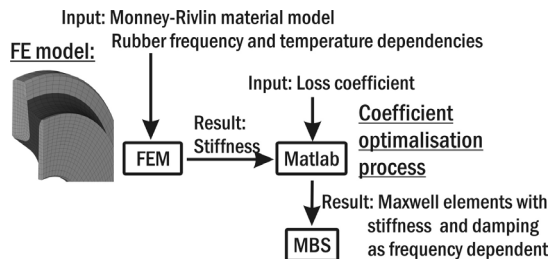 Input: Monney-Rivlin material model
Rubber frequency and temperature dependencies
FE model:
Input: Loss coefficient
Result:
Stiffness
Coefficient
optimalisation
process
FEM
Matlab
Result: Maxwell elements with
stiffness and damping
as frequency dependent
MBS